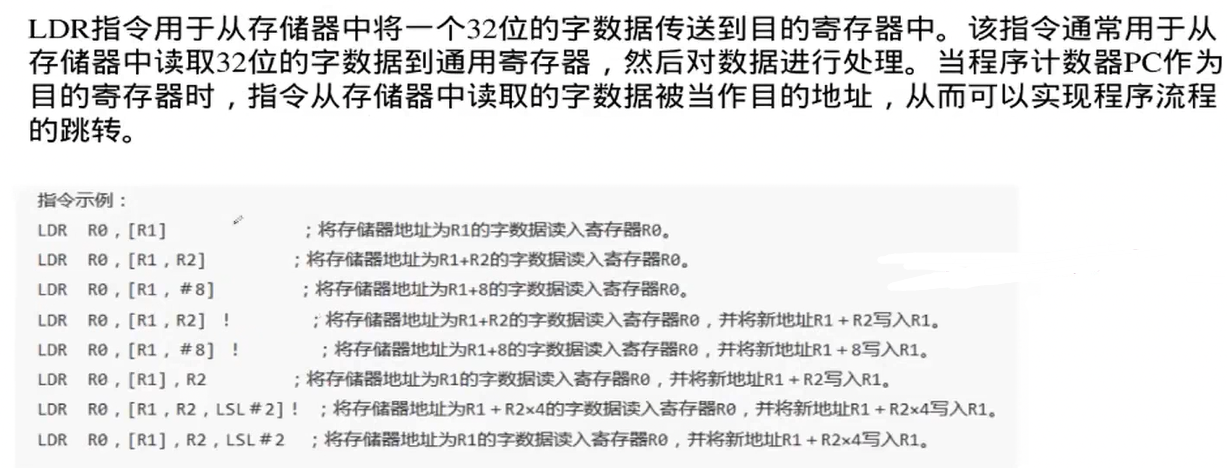 LDR指令用于从存储器中将一个32位的字数据传送到目的寄存器中。该指令通常用于从
存储器中读取32位的字数据到通用寄存器，然后对数据进行处理。当程序计数器PC作为
目的寄存器时，指令从存储器中读取的字数据被当作目的地址，从而可以实现程序流程
的跳转。
指令示例：
LDR R0，[R1] ；将存储器地址为R1的字数据读入寄存器R0。
LDR R0，[R1，R2] ；将存储器地址为R1+R2的字数据读入寄存器R0。
LDR R0，[R1，＃8] ；将存储器地址为R1+8的字数据读入寄存器R0。
LDR R0，[R1，R2] ！ ；将存储器地址为R1+R2的字数据读入寄存器R0，并将新地址R1＋R2写入R1。
LDR R0，[R1，＃8] ！ ；将存储器地址为R1+8的字数据读入寄存器R0，并将新地址R1＋8写入R1。
LDR R0，[R1]，R2 ；将存储器地址为R1的字数据读入寄存器R0，并将新地址R1＋R2写入R1。
LDR R0，[R1，R2，LSL＃2]！ ；将存储器地址为R1＋R2×4的字数据读入寄存器R0，并将新地址R1＋R2×4写入R1。
LDR R0，[R1]，R2，LSL＃2 ；将存储器地址为R1的字数据读入寄存器R0，并将新地址R1＋R2×4写入R1。